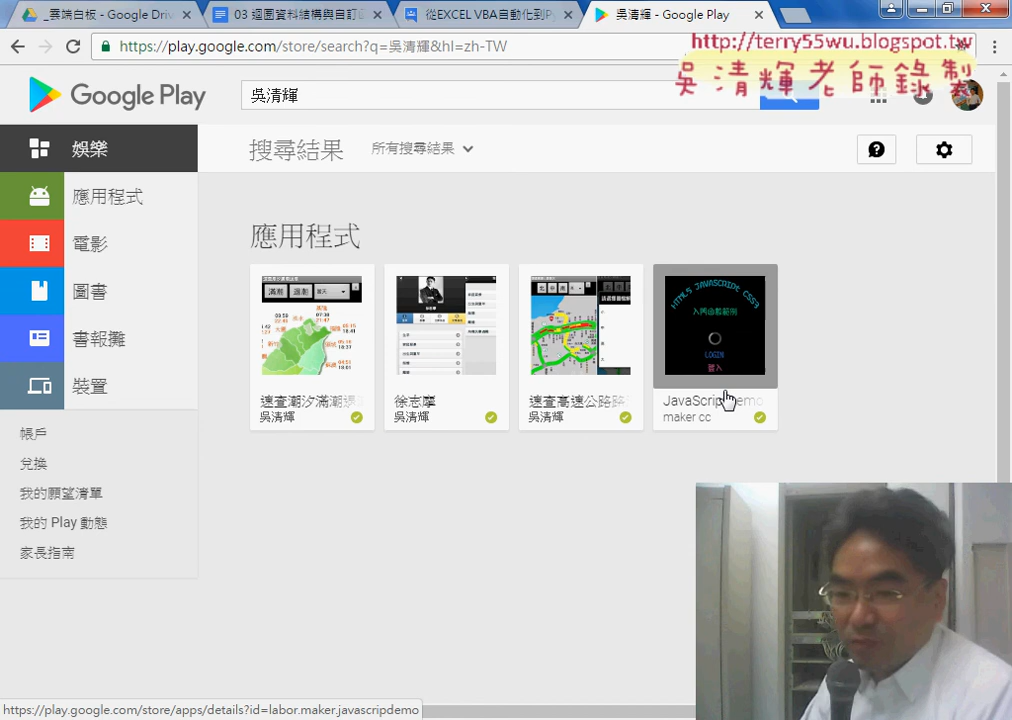 _雲端白板 - Google Driv
03 迴圈資料結構與自訂函
從EXCEL VBA自動化到Py
吳清輝 - Google Play
https://play.google.com/store/search?q=吳清輝&hl=zh-TW
http://terry55wu.blogspot.tw
吳清輝老師錄製
Google Play
吳清輝
娛樂
搜尋結果
所有搜尋結果
應用程式
電影
圖書
書報攤
裝置
帳戶
兌換
我的願望清單
我的 Play 動態
家長指南
應用程式
速查潮汐滿潮退
吳清輝
徐志摩
吳清輝
速查高速公路路
吳清輝
HTML5 JAVASCRIPT CSS3
LOGIN
登入
JavaScriptDemo
maker cc
https://play.google.com/store/apps/details?id=labor.maker.javascripdemo